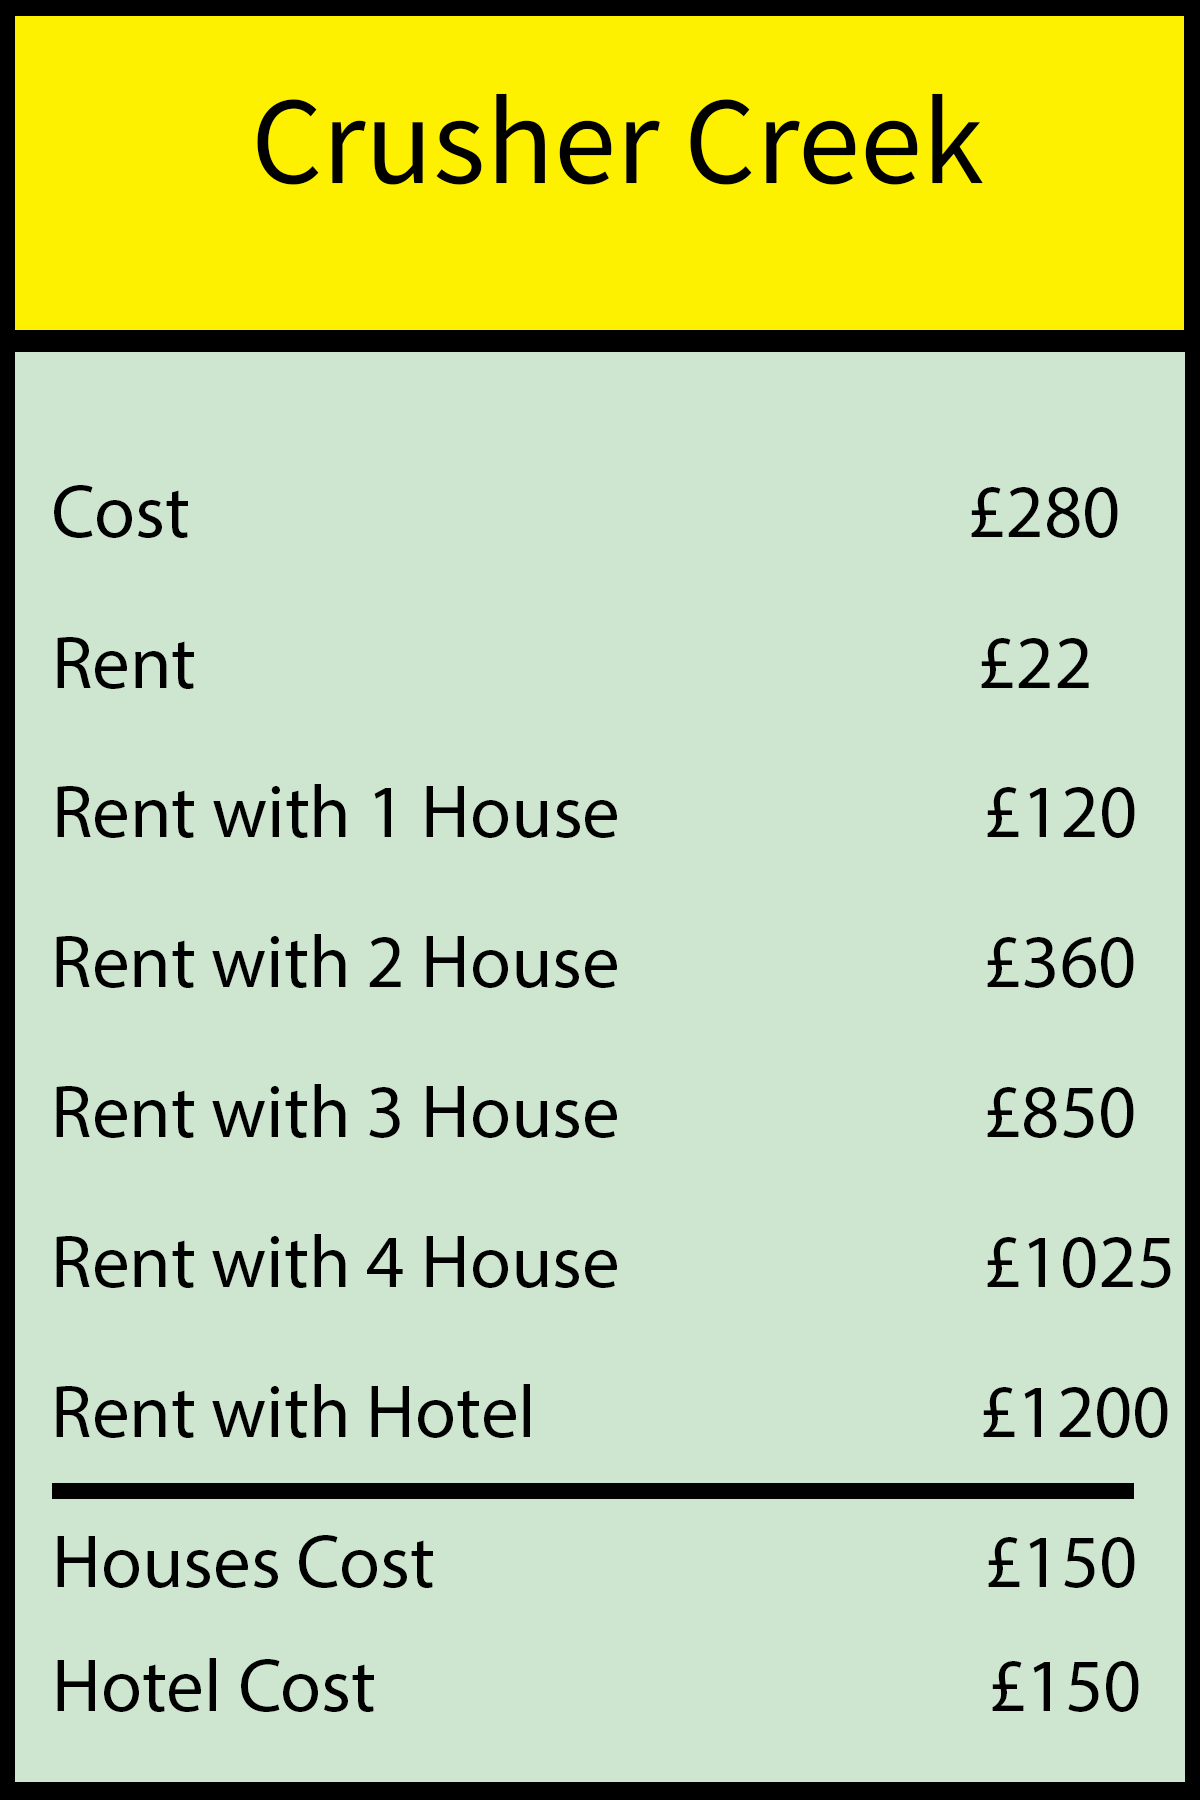 Crusher Creek
Cost £280
Rent £22
Rent with 1 House £120
Rent with 2 House £360
Rent with 3 House £850
Rent with 4 House £1025
Rent with Hotel £1200
Houses Cost £150
Hotel Cost £150